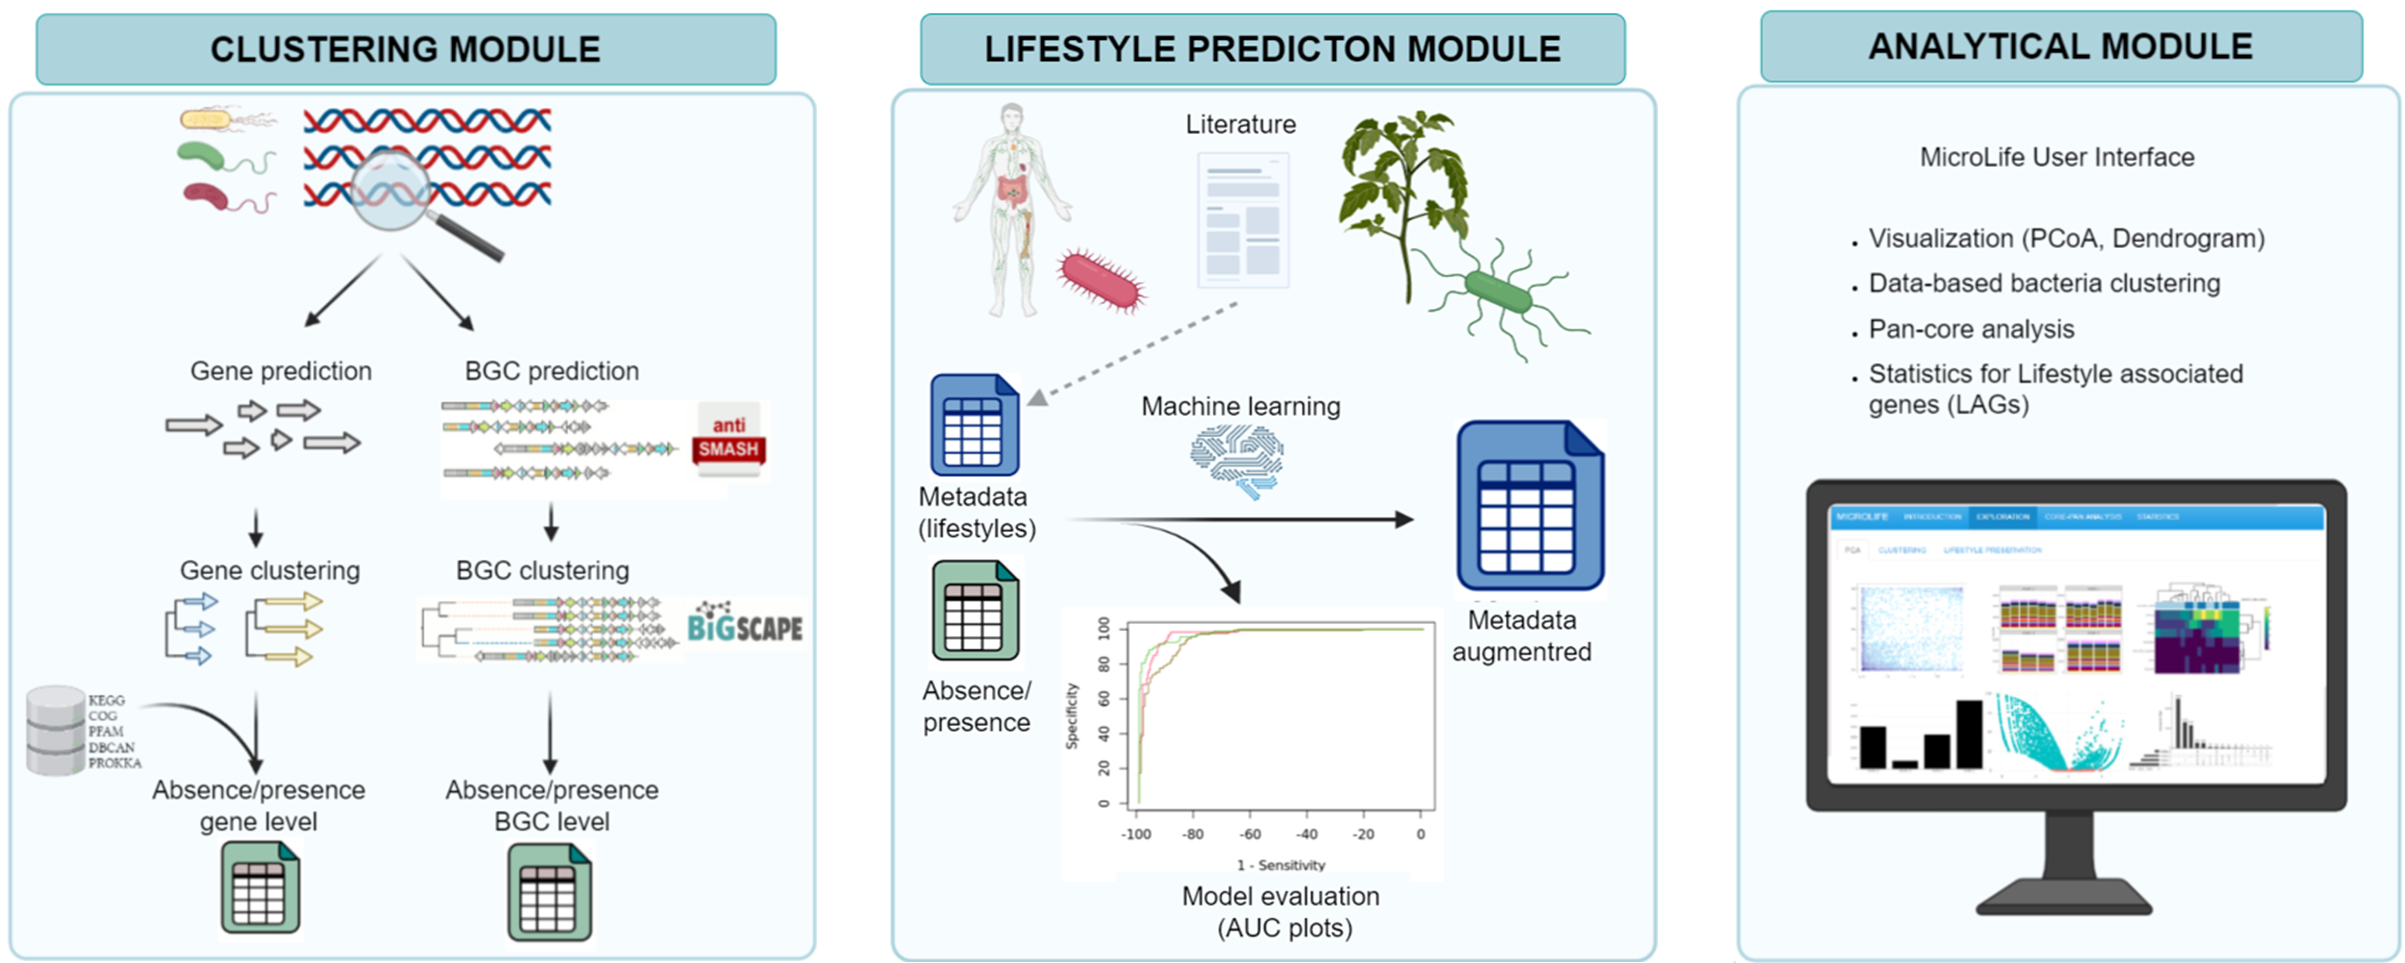 CLUSTERING MODULE
Gene prediction
BGC prediction
anti
SMASH
Gene clustering
BGC clustering
BiGSCAPE
KEGG
COG
PFAM
DBCAN
PROKKA
Absence/presence
gene level
Absence/presence
BGC level
LIFESTYLE PREDICTON MODULE
Literature
Machine learning
Metadata
(lifestyles)
Absence/
presence
Metadata
augmentred
Specificity
100
80
60
40
20
0
-100 -80 -60 -40 -20 0
1 - Sensitivity
Model evaluation
(AUC plots)
ANALYTICAL MODULE
MicroLife User Interface
• Visualization (PCoA, Dendrogram)
• Data-based bacteria clustering
• Pan-core analysis
• Statistics for Lifestyle associated
genes (LAGs)
MICROLIFE INTRODUCTION EXPLORATION CORE-PAN ANALYSIS STATISTICS
PCA CLUSTERING LIFESTYLE PRESERVATION